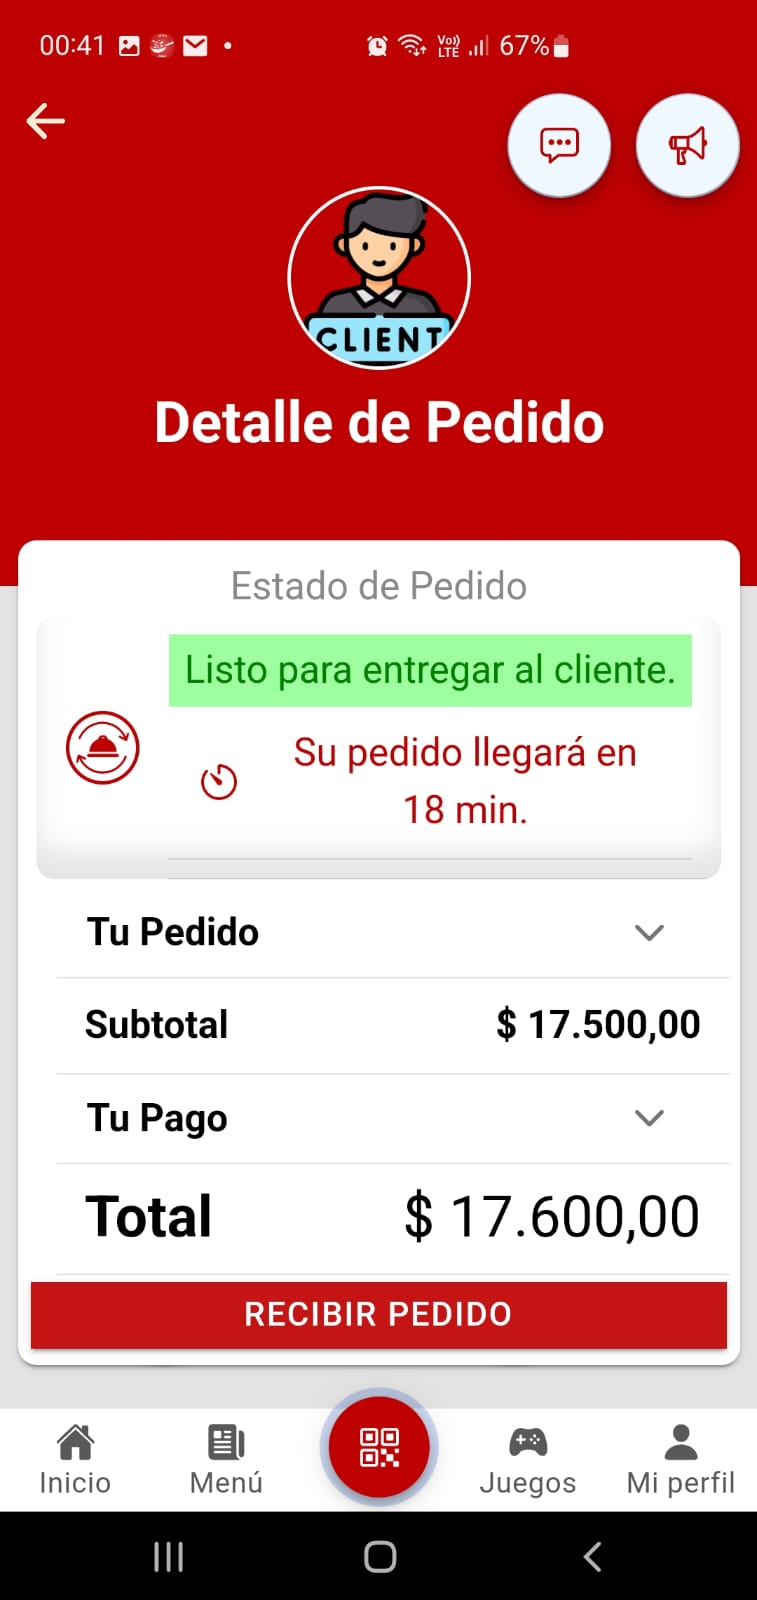 00:41
Vo))
LTE
67%
CLIENT
Detalle de Pedido
Estado de Pedido
Listo para entregar al cliente.
Su pedido llegará en
18 min.
Tu Pedido
Subtotal $ 17.500,00
Tu Pago
Total $ 17.600,00
RECIBIR PEDIDO
Inicio Menú Juegos Mi perfil